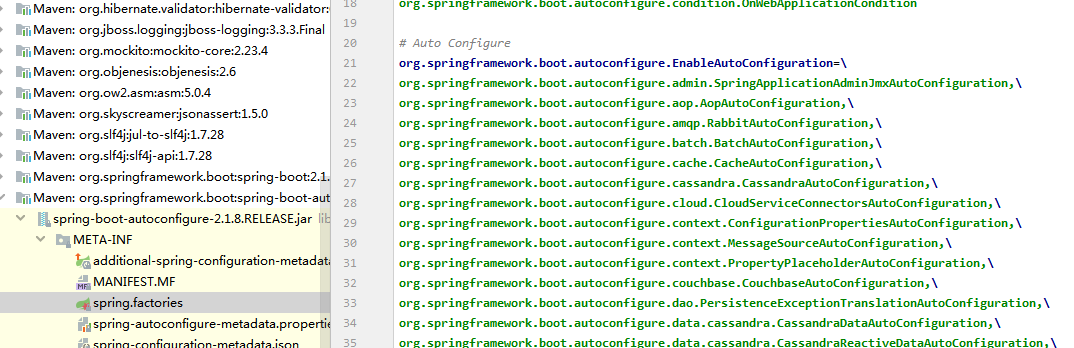 Maven: org.hibernate.validator:hibernate-validator:
Maven: org.jboss.logging:jboss-logging:3.3.3.Final
Maven: org.mockito:mockito-core:2.23.4
Maven: org.objenesis:objenesis:2.6
Maven: org.ow2.asm:asm:5.0.4
Maven: org.skyscreamer:jsonassert:1.5.0
Maven: org.slf4j:jul-to-slf4j:1.7.28
Maven: org.slf4j:slf4j-api:1.7.28
Maven: org.springframework.boot:spring-boot:2.1.
Maven: org.springframework.boot:spring-boot-aut
spring-boot-autoconfigure-2.1.8.RELEASE.jar lib
META-INF
additional-spring-configuration-metadata
MANIFEST.MF
spring.factories
spring-autoconfigure-metadata.propertie
spring-configuration-metadata.json
18 org.springframework.boot.autoconfigure.condition.OnWebApplicationCondition
19
20 # Auto Configure
21 org.springframework.boot.autoconfigure.EnableAutoConfiguration=\
22 org.springframework.boot.autoconfigure.admin.SpringApplicationAdminJmxAutoConfiguration,\
23 org.springframework.boot.autoconfigure.aop.AopAutoConfiguration,\
24 org.springframework.boot.autoconfigure.amqp.RabbitAutoConfiguration,\
25 org.springframework.boot.autoconfigure.batch.BatchAutoConfiguration,\
26 org.springframework.boot.autoconfigure.cache.CacheAutoConfiguration,\
27 org.springframework.boot.autoconfigure.cassandra.CassandraAutoConfiguration,\
28 org.springframework.boot.autoconfigure.cloud.CloudServiceConnectorsAutoConfiguration,\
29 org.springframework.boot.autoconfigure.context.ConfigurationPropertiesAutoConfiguration,\
30 org.springframework.boot.autoconfigure.context.MessageSourceAutoConfiguration,\
31 org.springframework.boot.autoconfigure.context.PropertyPlaceholderAutoConfiguration,\
32 org.springframework.boot.autoconfigure.couchbase.CouchbaseAutoConfiguration,\
33 org.springframework.boot.autoconfigure.dao.PersistenceExceptionTranslationAutoConfiguration,\
34 org.springframework.boot.autoconfigure.data.cassandra.CassandraDataAutoConfiguration,\
35 org.springframework.boot.autoconfigure.data.cassandra.CassandraReactiveDataAutoConfiguration,\